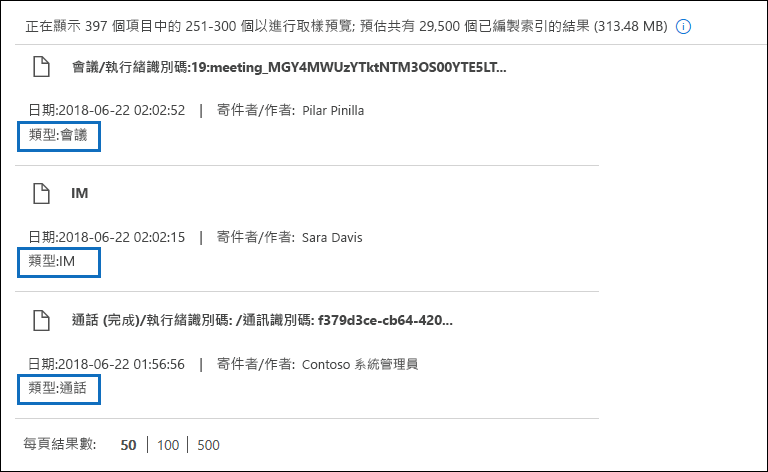 正在顯示 397 個項目中的 251-300 個以進行取樣預覽; 預估共有 29,500 個已編製索引的結果 (313.48 MB)
會議/執行緒識別碼:19:meeting_MGY4MWUzYTktNTM3OS00YTE5LT...
日期:2018-06-22 02:02:52 | 寄件者/作者: Pilar Pinilla
類型:會議
IM
日期:2018-06-22 02:02:15 | 寄件者/作者: Sara Davis
類型:IM
通話 (完成)/執行緒識別碼: /通訊識別碼: f379d3ce-cb64-420...
日期:2018-06-22 01:56:56 | 寄件者/作者: Contoso 系統管理員
類型:通話
每頁結果數: 50 | 100 | 500